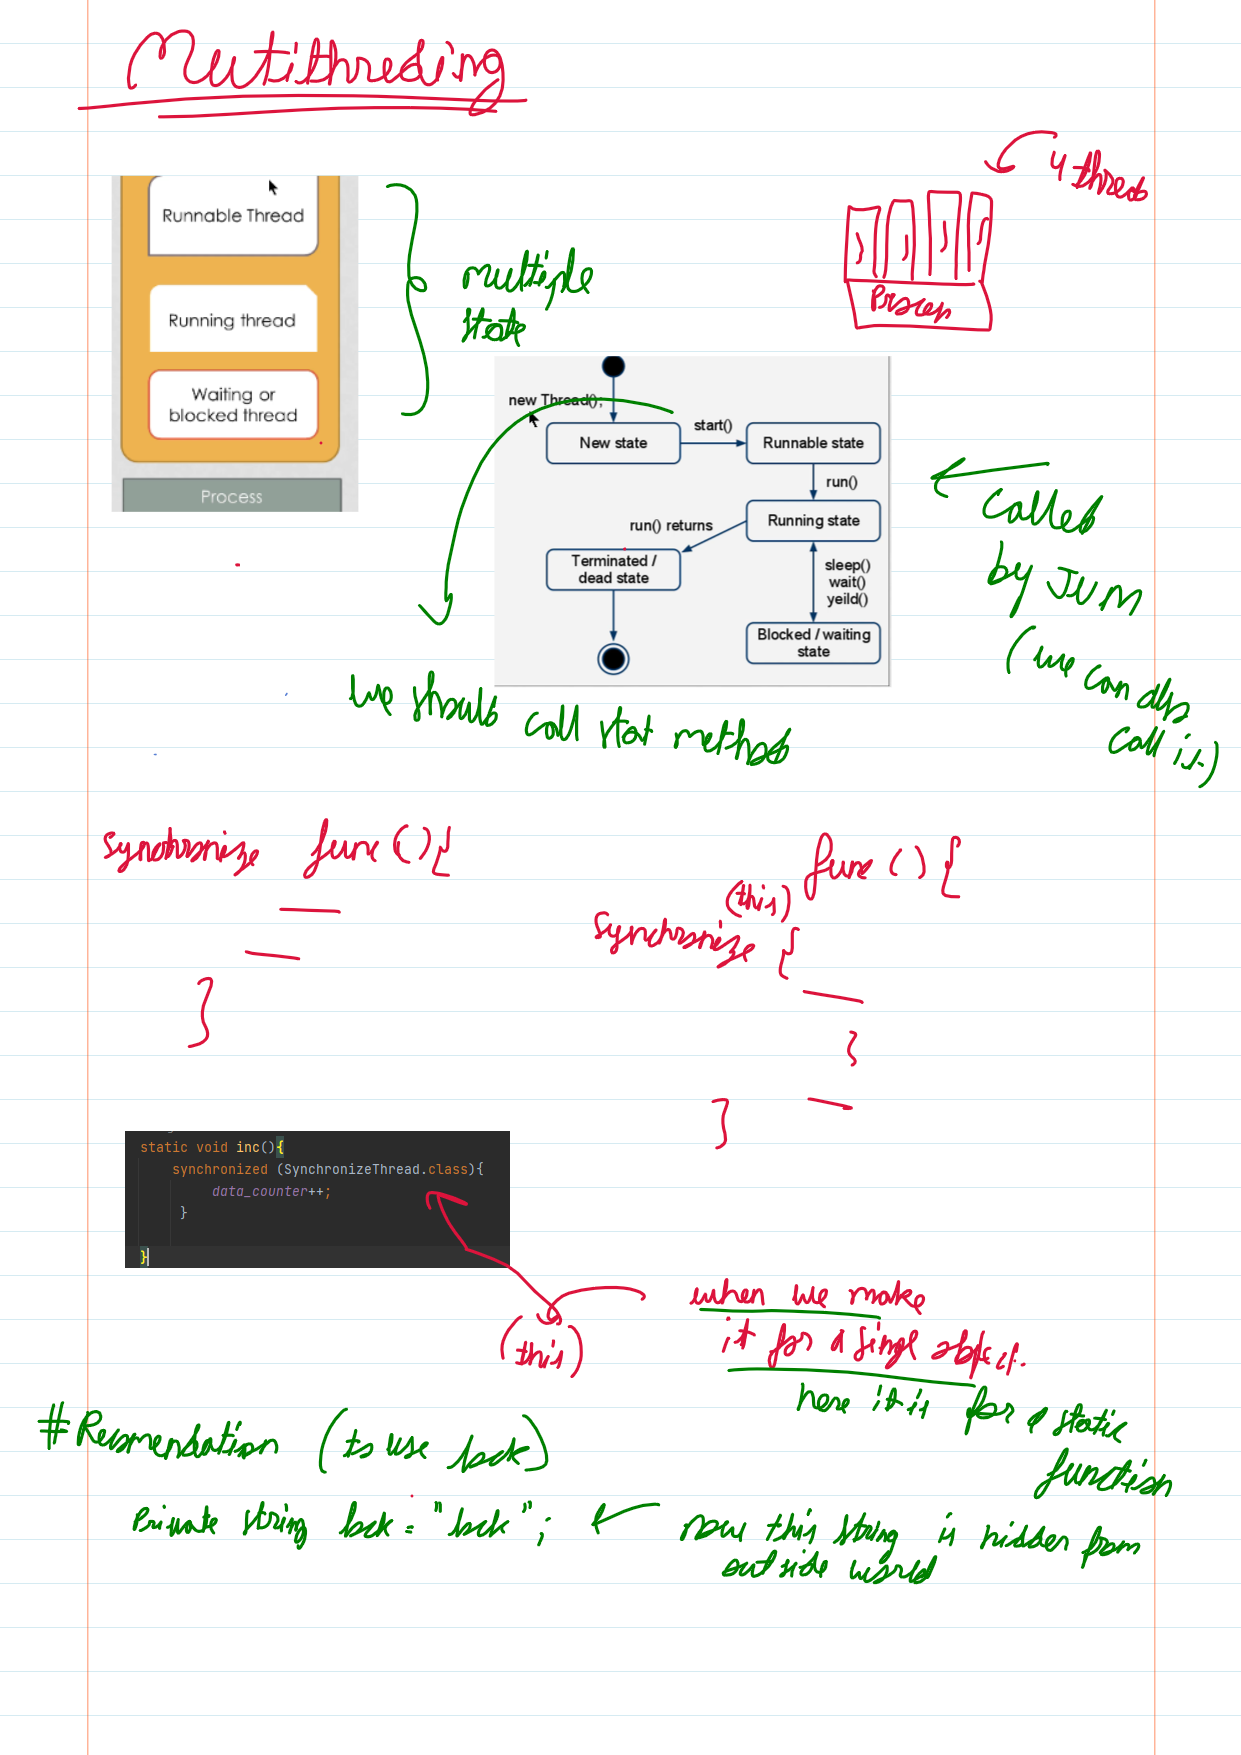 Multithreding
4 threads
Process
Runnable Thread
Running thread
Waiting or
blocked thread
Process
multiple
state
new Thread();
New state
start()
Runnable state
run()
run() returns
Running state
Terminated /
dead state
sleep()
wait()
yeild()
Blocked / waiting
state
called
by JVM
(we can also
call it)
we should call start method
synchronize func () {
}
func () {
(this)
synchronize {
}
}
static void inc(){
synchronized (SynchronizeThread.class){
data_counter++;
}
}
(this)
when we make
it for a single object.
here it is for a static
function
# Recomendation (to use lock)
Private string lock = "lock";
now this string is hidden from
outside world